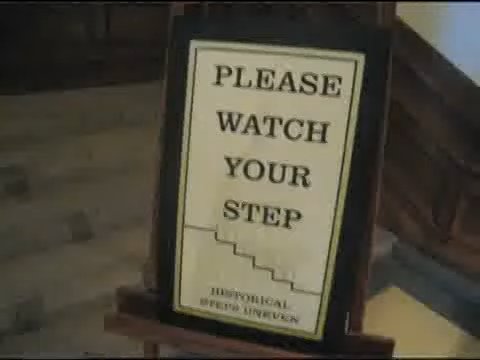 PLEASE
WATCH
YOUR
STEP
HISTORICAL
STEPS UNEVEN